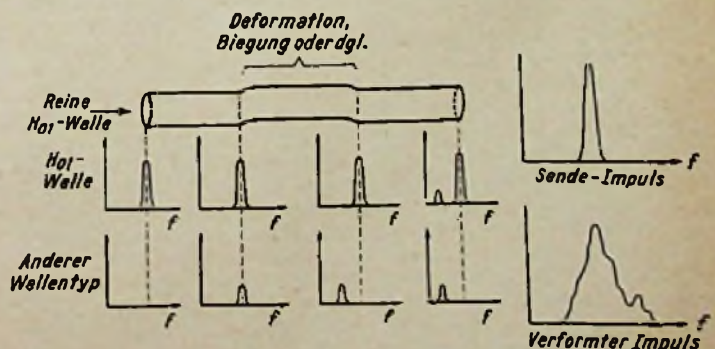 Deformation,
Biegung oder dgl.
Reine
H01-Welle
H01-
Welle
f
f
f
f
Sende-Impuls
f
Anderer
Wellentyp
f
f
f
f
Verformter Impuls